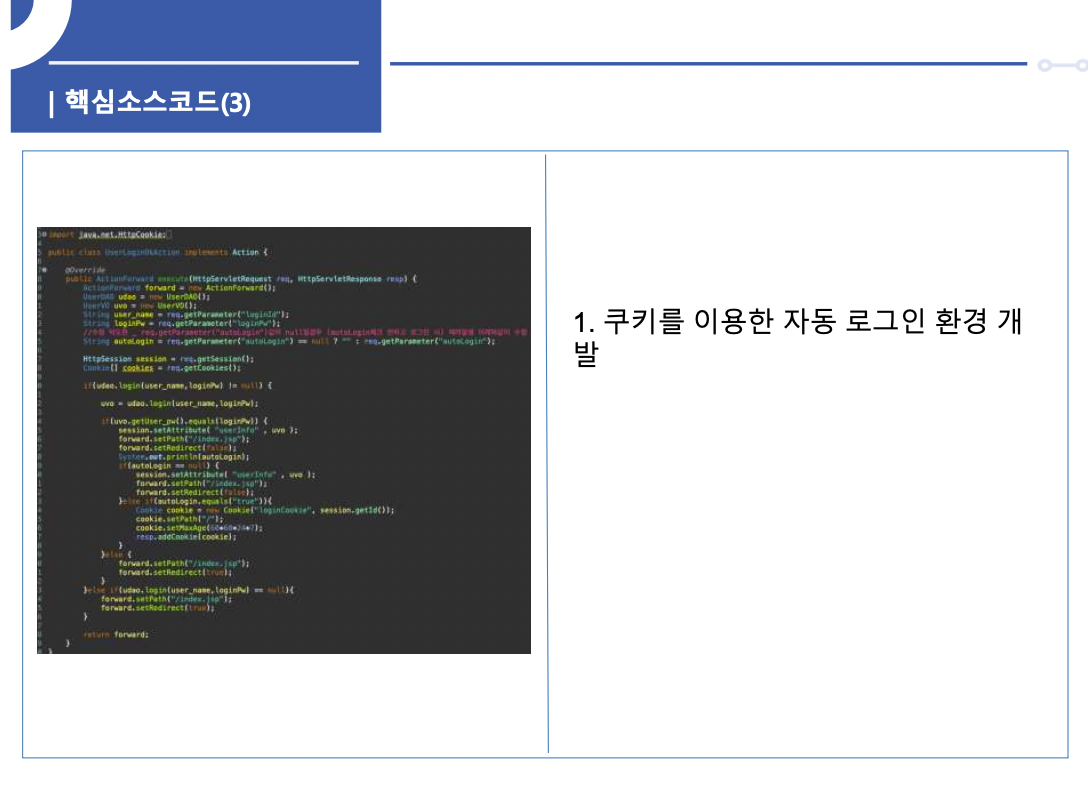 | 핵심소스코드(3)
import java.net.HttpCookie;
public class UserLoginOkAction implements Action {
@Override
public ActionForward execute(HttpServletRequest req, HttpServletResponse resp) {
ActionForward forward = new ActionForward();
UserDAO udao = new UserDAO();
UserVO uvo = new UserVO();
String user_name = req.getParameter("loginId");
String loginPw = req.getParameter("loginPw");
req.getParameter("autoLogin")
String autoLogin = req.getParameter("autoLogin") == null ? "" : req.getParameter("autoLogin");
HttpSession session = req.getSession();
Cookie[] cookies = req.getCookies();
if(udao.login(user_name,loginPw) != null) {
uvo = udao.login(user_name,loginPw);
if(uvo.getUser_pw().equals(loginPw)) {
session.setAttribute( "userInfo" , uvo );
forward.setPath("/index.jsp");
forward.setRedirect(false);
System.out.println(autoLogin);
if(autoLogin == null) {
session.setAttribute( "userInfo" , uvo );
forward.setPath("/index.jsp");
forward.setRedirect(false);
}else if(autoLogin.equals("true")){
Cookie cookie = new Cookie("loginCookie", session.getId());
cookie.setPath("/");
cookie.setMaxAge(60*60*24*7);
resp.addCookie(cookie);
}
}else {
forward.setPath("/index.jsp");
forward.setRedirect(true);
}
}else if(udao.login(user_name,loginPw) == null){
forward.setPath("/index.jsp");
forward.setRedirect(true);
}
return forward;
}
}
1. 쿠키를 이용한 자동 로그인 환경 개
발